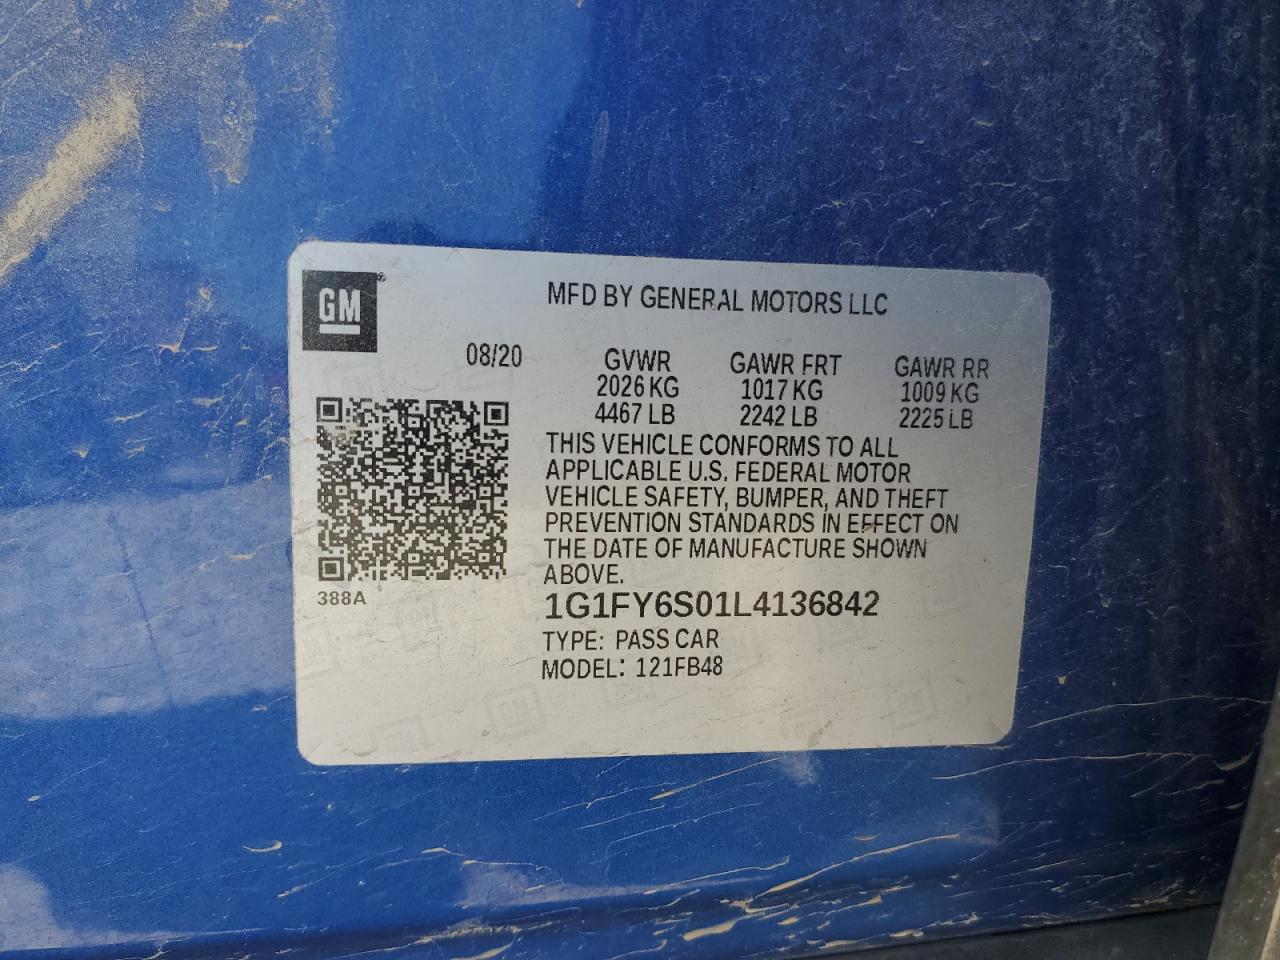 GM®
MFD BY GENERAL MOTORS LLC
08/20
GVWR GAWR FRT GAWR RR
2026 KG 1017 KG 1009 KG
4467 LB 2242 LB 2225 LB
THIS VEHICLE CONFORMS TO ALL
APPLICABLE U.S. FEDERAL MOTOR
VEHICLE SAFETY, BUMPER, AND THEFT
PREVENTION STANDARDS IN EFFECT ON
THE DATE OF MANUFACTURE SHOWN
ABOVE.
388A
1G1FY6S01L4136842
TYPE: PASS CAR
MODEL: 121FB48